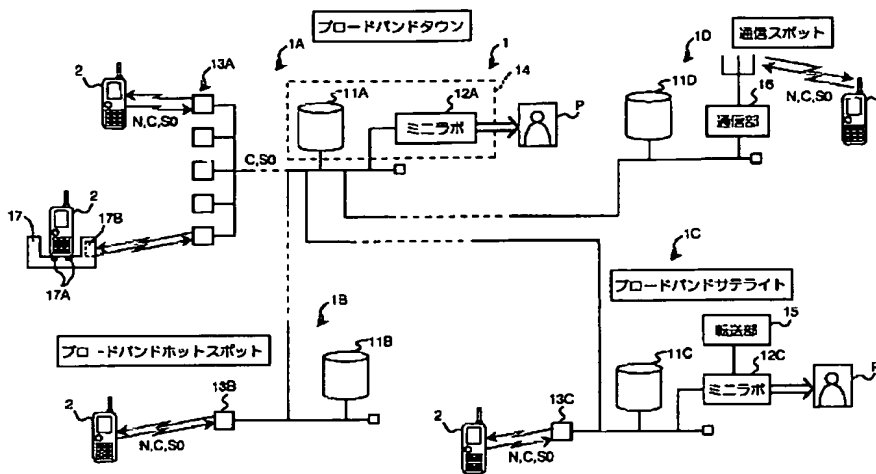 ブロードバンドタウン
1A
1
14
11A
12A
ミニラボ
P
2
13A
N,C,S0
C,S0
1D
通信スポット
11D
16
通信部
N,C,S0
17
2
17B
17A
1C
ブロードバンドサテライト
転送部
15
11C
12C
ミニラボ
P
1B
ブロードバンドホットスポット
11B
2
13B
N,C,S0
2
13C
N,C,S0